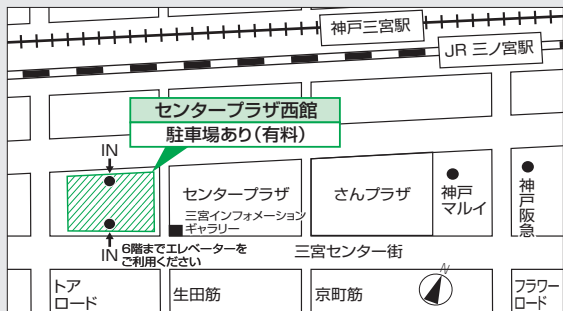 神戸三宮駅
JR 三ノ宮駅
センタープラザ西館
駐車場あり(有料)
IN
センタープラザ
さんプラザ
神戸
マルイ
神戸阪急
三宮インフォメーション
ギャラリー
IN
6階までエレベーターを
ご利用ください
三宮センター街
N
トア
ロード
生田筋
京町筋
フラワー
ロード